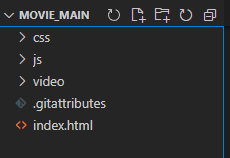 MOVIE_MAIN
css
js
video
.gitattributes
index.html